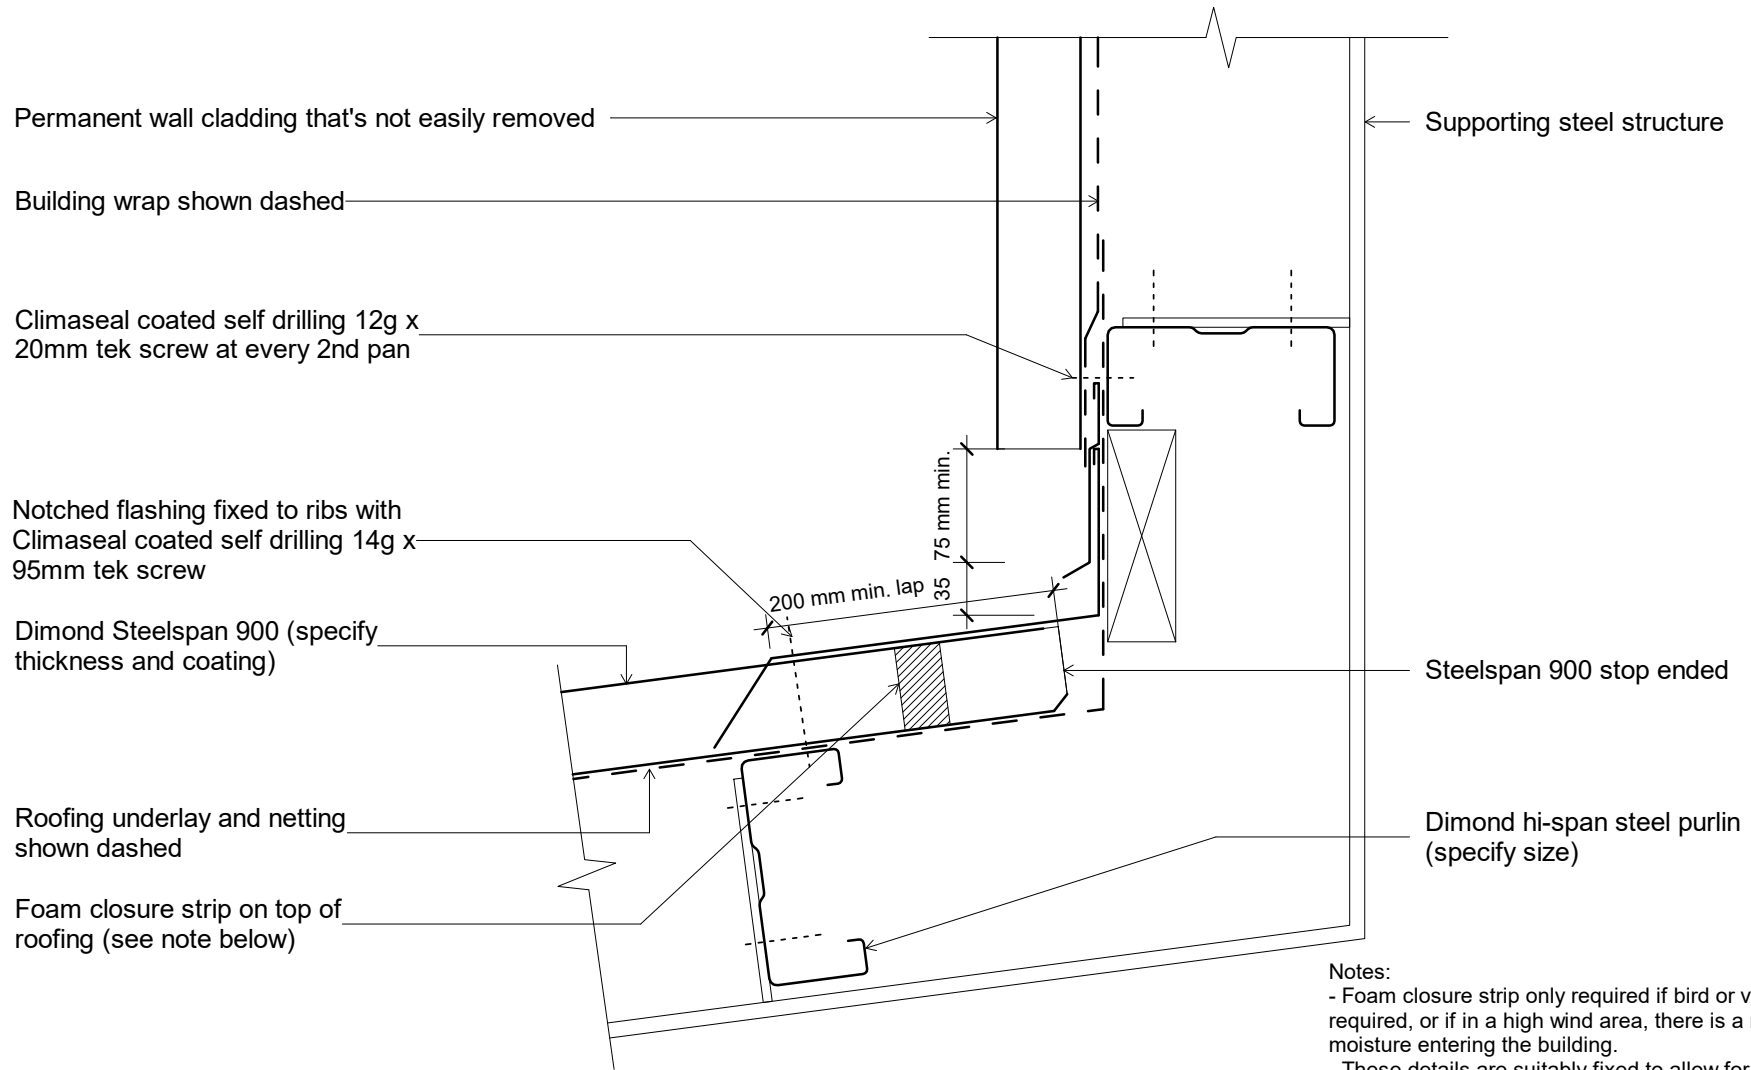 Permanent wall cladding that's not easily removed
Building wrap shown dashed
Climaseal coated self drilling 12g x
20mm tek screw at every 2nd pan
Notched flashing fixed to ribs with
Climaseal coated self drilling 14g x
95mm tek screw
Dimond Steelspan 900 (specify
thickness and coating)
Roofing underlay and netting
shown dashed
Foam closure strip on top of
roofing (see note below)
75 mm min.
35
200 mm min. lap
Supporting steel structure
Steelspan 900 stop ended
Dimond hi-span steel purlin
(specify size)
Notes:
- Foam closure strip only required if bird or
required, or if in a high wind area, there is a
moisture entering the building.
- These details are suitably fixed to allow for